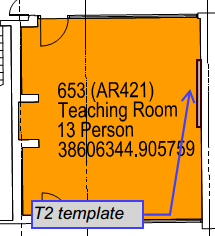 653 (AR421)
Teaching Room
13 Person
38606344.905759
T2 template